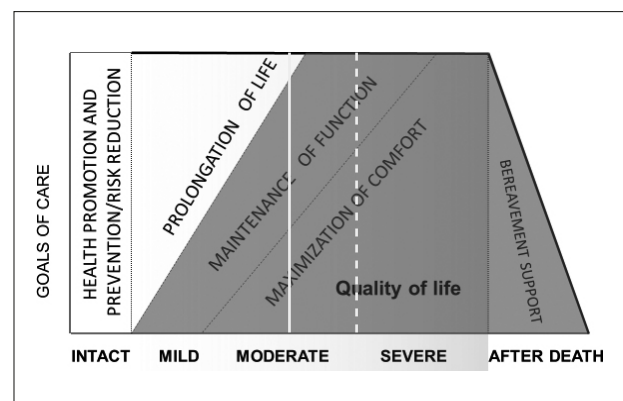 GOALS OF CARE
HEALTH PROMOTION AND
PREVENTION/RISK REDUCTION
PROLONGATION OF LIFE
MAINTENANCE OF FUNCTION
MAXIMIZATION OF COMFORT
Quality of life
BEREAVEMENT SUPPORT
INTACT MILD MODERATE SEVERE AFTER DEATH